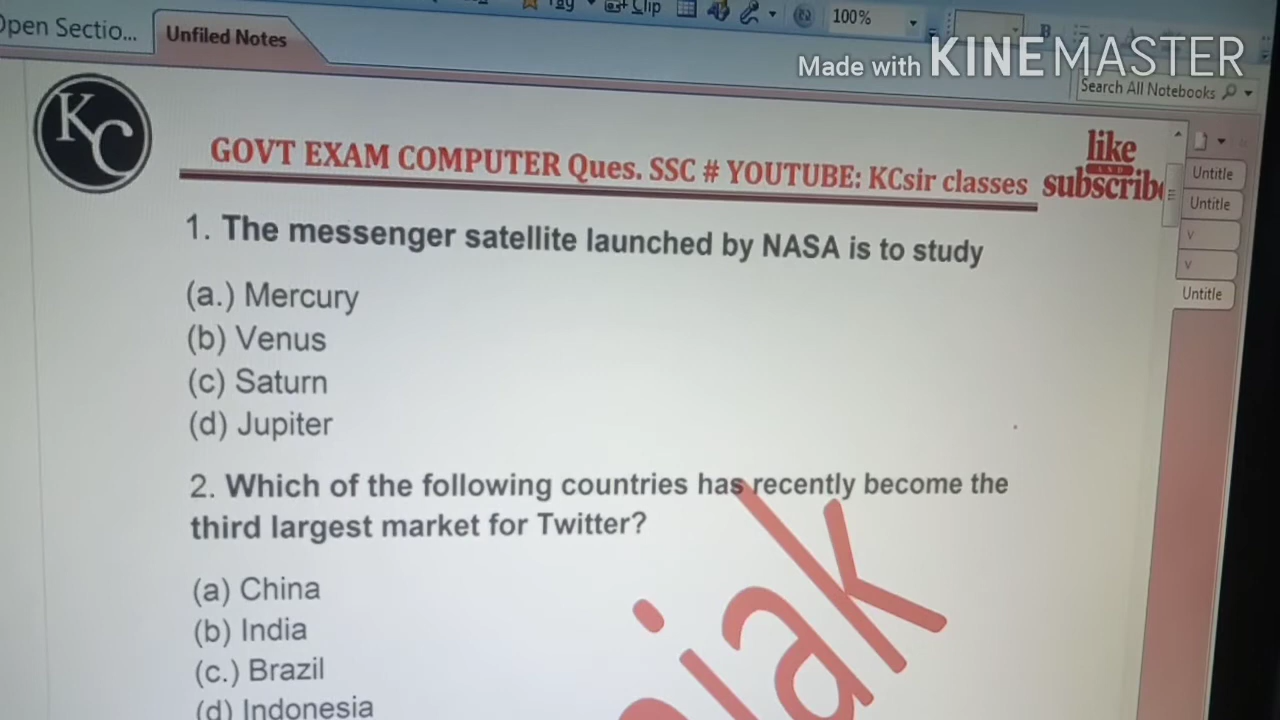 Clip
100%
B
Open Sectio...
Unfiled Notes
Made with KINEMASTER
Search All Notebooks
KC
GOVT EXAM COMPUTER Ques. SSC # YOUTUBE: KCsir classes
like
AND
subscrib
Untitle
Untitle
v
v
Untitle
1. The messenger satellite launched by NASA is to study
(a.) Mercury
(b) Venus
(c) Saturn
(d) Jupiter
2. Which of the following countries has recently become the
third largest market for Twitter?
(a) China
(b) India
(c.) Brazil
(d) Indonesia